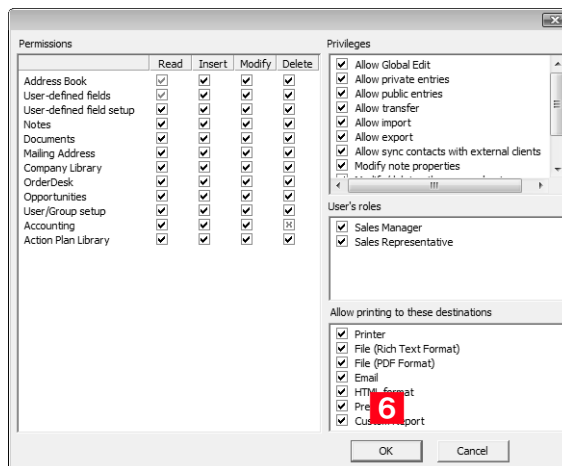 Permissions
Read Insert Modify Delete
Address Book
User-defined fields
User-defined field setup
Notes
Documents
Mailing Address
Company Library
OrderDesk
Opportunities
User/Group setup
Accounting
Action Plan Library
Privileges
Allow Global Edit
Allow private entries
Allow public entries
Allow transfer
Allow import
Allow export
Allow sync contacts with external clients
Modify note properties
User's roles
Sales Manager
Sales Representative
Allow printing to these destinations
Printer
File (Rich Text Format)
File (PDF Format)
Email
HTML format
6
OK Cancel